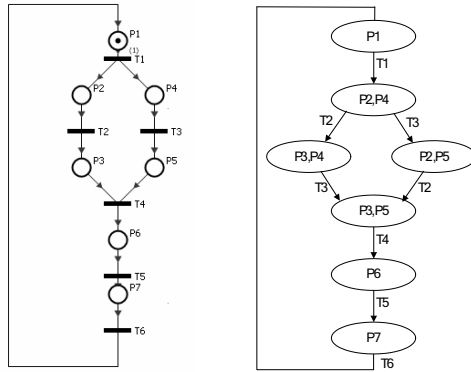 P1
(1)
T1
P2 P4
T2 T3
P3 P5
T4
P6
T5
P7
T6
P1
T1
P2,P4
T2 T3
P3,P4 P2,P5
T3 T2
P3,P5
T4
P6
T5
P7
T6